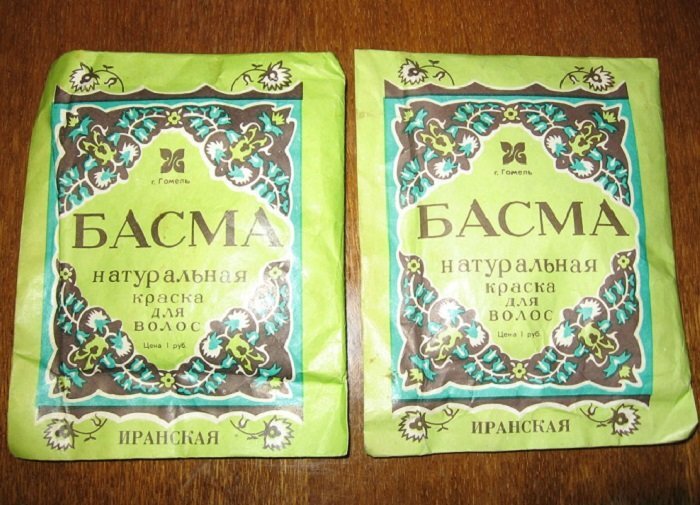 г. Гомель
БАСМА
натуральная
краска
для
волос
Цена 1 руб.
ИРАНСКАЯ
г. Гомель
БАСМА
натуральная
краска
для
волос
Цена 1 руб.
ИРАНСКАЯ